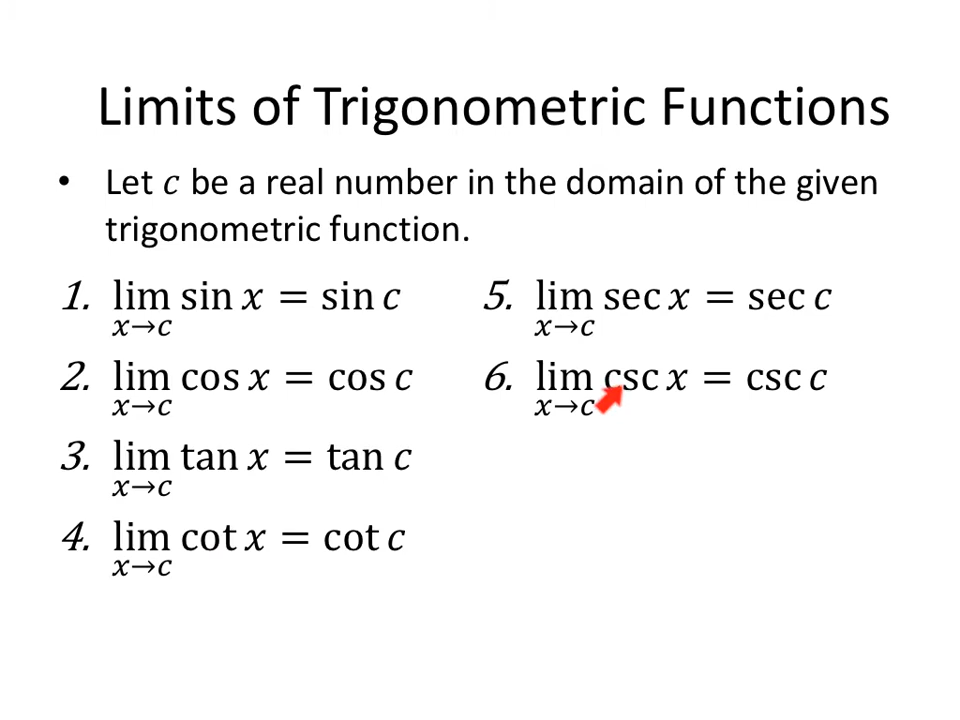 Limits of Trigonometric Functions
• Let c be a real number in the domain of the given
trigonometric function.
1. lim x→c sin x = sin c
2. lim x→c cos x = cos c
3. lim x→c tan x = tan c
4. lim x→c cot x = cot c
5. lim x→c sec x = sec c
6. lim x→c csc x = csc c